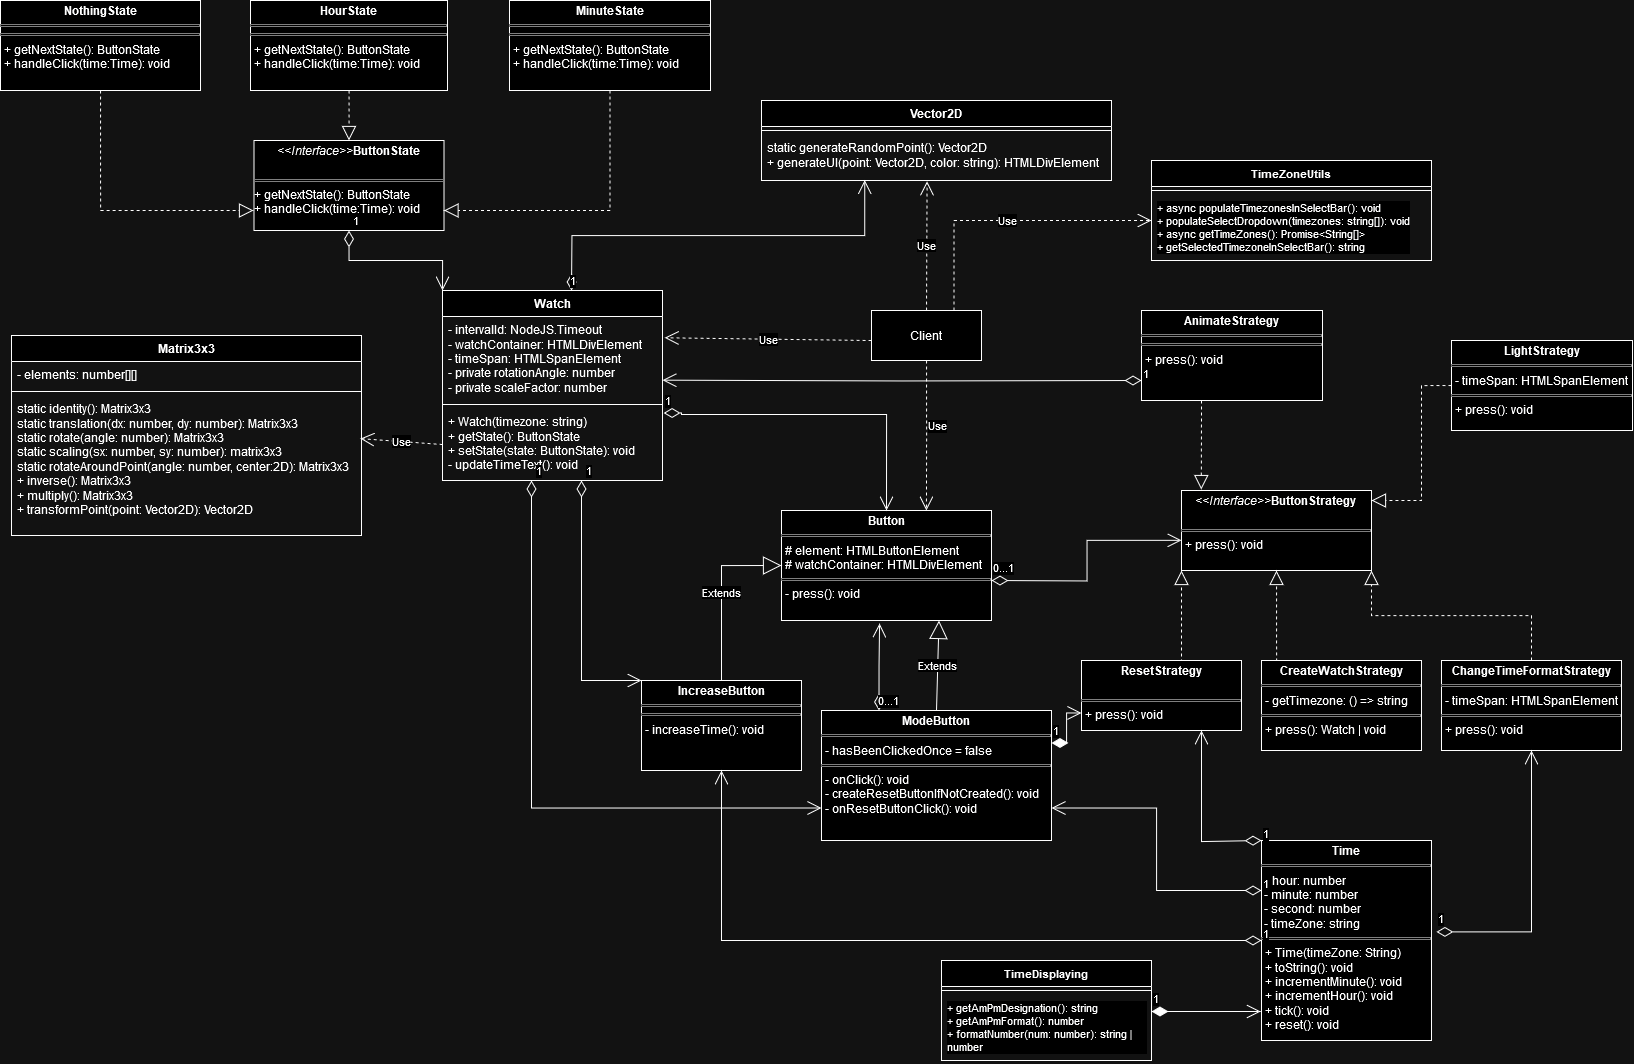 NothingState
+ getNextState(): ButtonState
+ handleClick(time:Time): void
HourState
+ getNextState(): ButtonState
+ handleClick(time:Time): void
MinuteState
+ getNextState(): ButtonState
+ handleClick(time:Time): void
<<Interface>>ButtonState
+ getNextState(): ButtonState
+ handleClick(time:Time): void
1
Vector2D
static generateRandomPoint(): Vector2D
+ generateUI(point: Vector2D, color: string): HTMLDivElement
TimeZoneUtils
+ async populateTimezonesInSelectBar(): void
+ populateSelectDropdown(timezones: string[]): void
+ async getTimeZones(): Promise<String[]>
+ getSelectedTimezoneInSelectBar(): string
Use
Use
1
Watch
- intervalId: NodeJS.Timeout
- watchContainer: HTMLDivElement
- timeSpan: HTMLSpanElement
- private rotationAngle: number
- private scaleFactor: number
+ Watch(timezone: string)
+ getState(): ButtonState
+ setState(state: ButtonState): void
- updateTimeText(): void
1
1
1
Client
Use
Use
AnimateStrategy
+ press(): void
1
LightStrategy
- timeSpan: HTMLSpanElement
+ press(): void
Matrix3x3
- elements: number[][]
static identity(): Matrix3x3
static translation(dx: number, dy: number): Matrix3x3
static rotate(angle: number): Matrix3x3
static scaling(sx: number, sy: number): matrix3x3
static rotateAroundPoint(angle: number, center:2D): Matrix3x3
+ inverse(): Matrix3x3
+ multiply(): Matrix3x3
+ transformPoint(point: Vector2D): Vector2D
Use
<<Interface>>ButtonStrategy
+ press(): void
Button
# element: HTMLButtonElement
# watchContainer: HTMLDivElement
- press(): void
0...1
Extends
Extends
IncreaseButton
- increaseTime(): void
0...1
ModeButton
- hasBeenClickedOnce = false
- onClick(): void
- createResetButtonIfNotCreated(): void
- onResetButtonClick(): void
1
ResetStrategy
+ press(): void
CreateWatchStrategy
- getTimezone: () => string
+ press(): Watch | void
ChangeTimeFormatStrategy
- timeSpan: HTMLSpanElement
+ press(): void
1
Time
1
hour: number
- minute: number
- second: number
- timeZone: string
1
1
+ Time(timeZone: String)
+ toString(): void
+ incrementMinute(): void
+ incrementHour(): void
+ tick(): void
+ reset(): void
TimeDisplaying
+ getAmPmDesignation(): string
+ getAmPmFormat(): number
+ formatNumber(num: number): string |
number
1